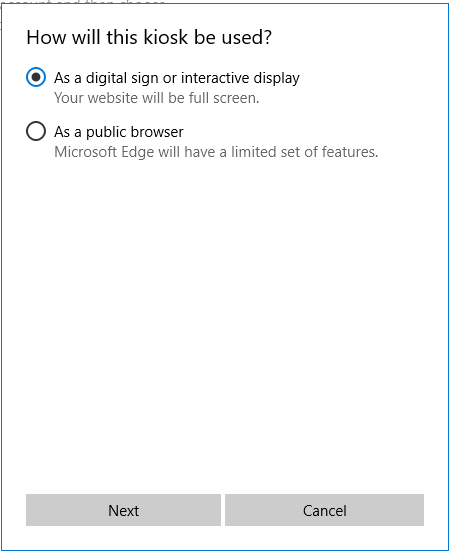 How will this kiosk be used?
As a digital sign or interactive display
Your website will be full screen.
As a public browser
Microsoft Edge will have a limited set of features.
Next
Cancel